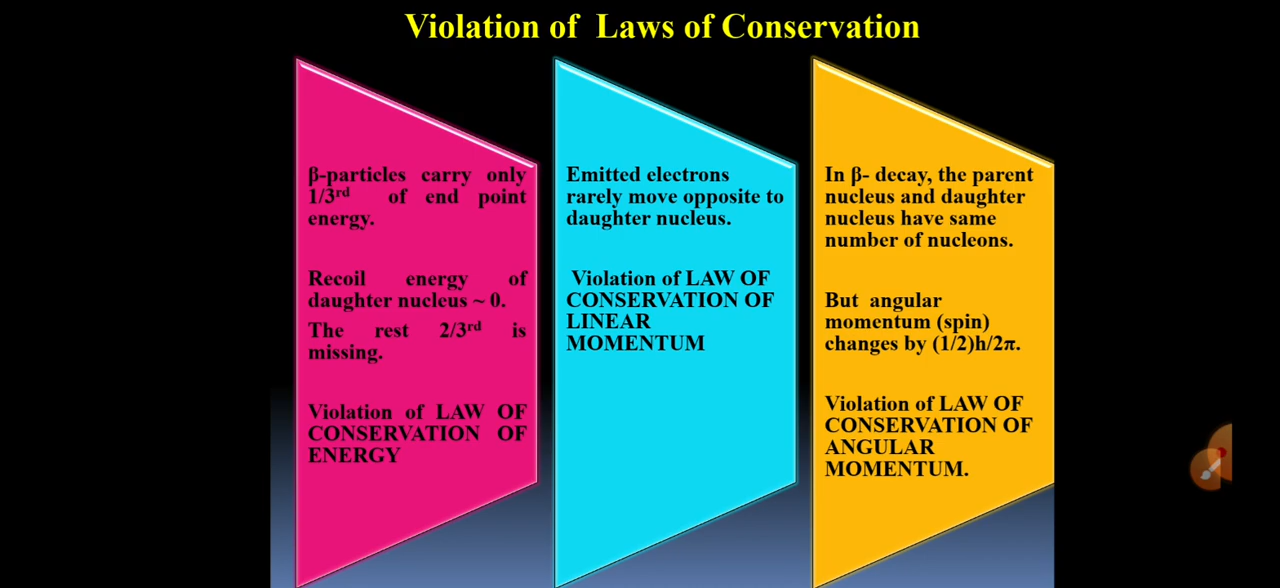 Violation of Laws of Conservation
β-particles carry only
1/3rd of end point
energy.
Recoil energy of
daughter nucleus ~ 0.
The rest 2/3rd is
missing.
Violation of LAW OF
CONSERVATION OF
ENERGY
Emitted electrons
rarely move opposite to
daughter nucleus.
Violation of LAW OF
CONSERVATION OF
LINEAR
MOMENTUM
In β- decay, the parent
nucleus and daughter
nucleus have same
number of nucleons.
But angular
momentum (spin)
changes by (1/2)h/2π.
Violation of LAW OF
CONSERVATION OF
ANGULAR
MOMENTUM.